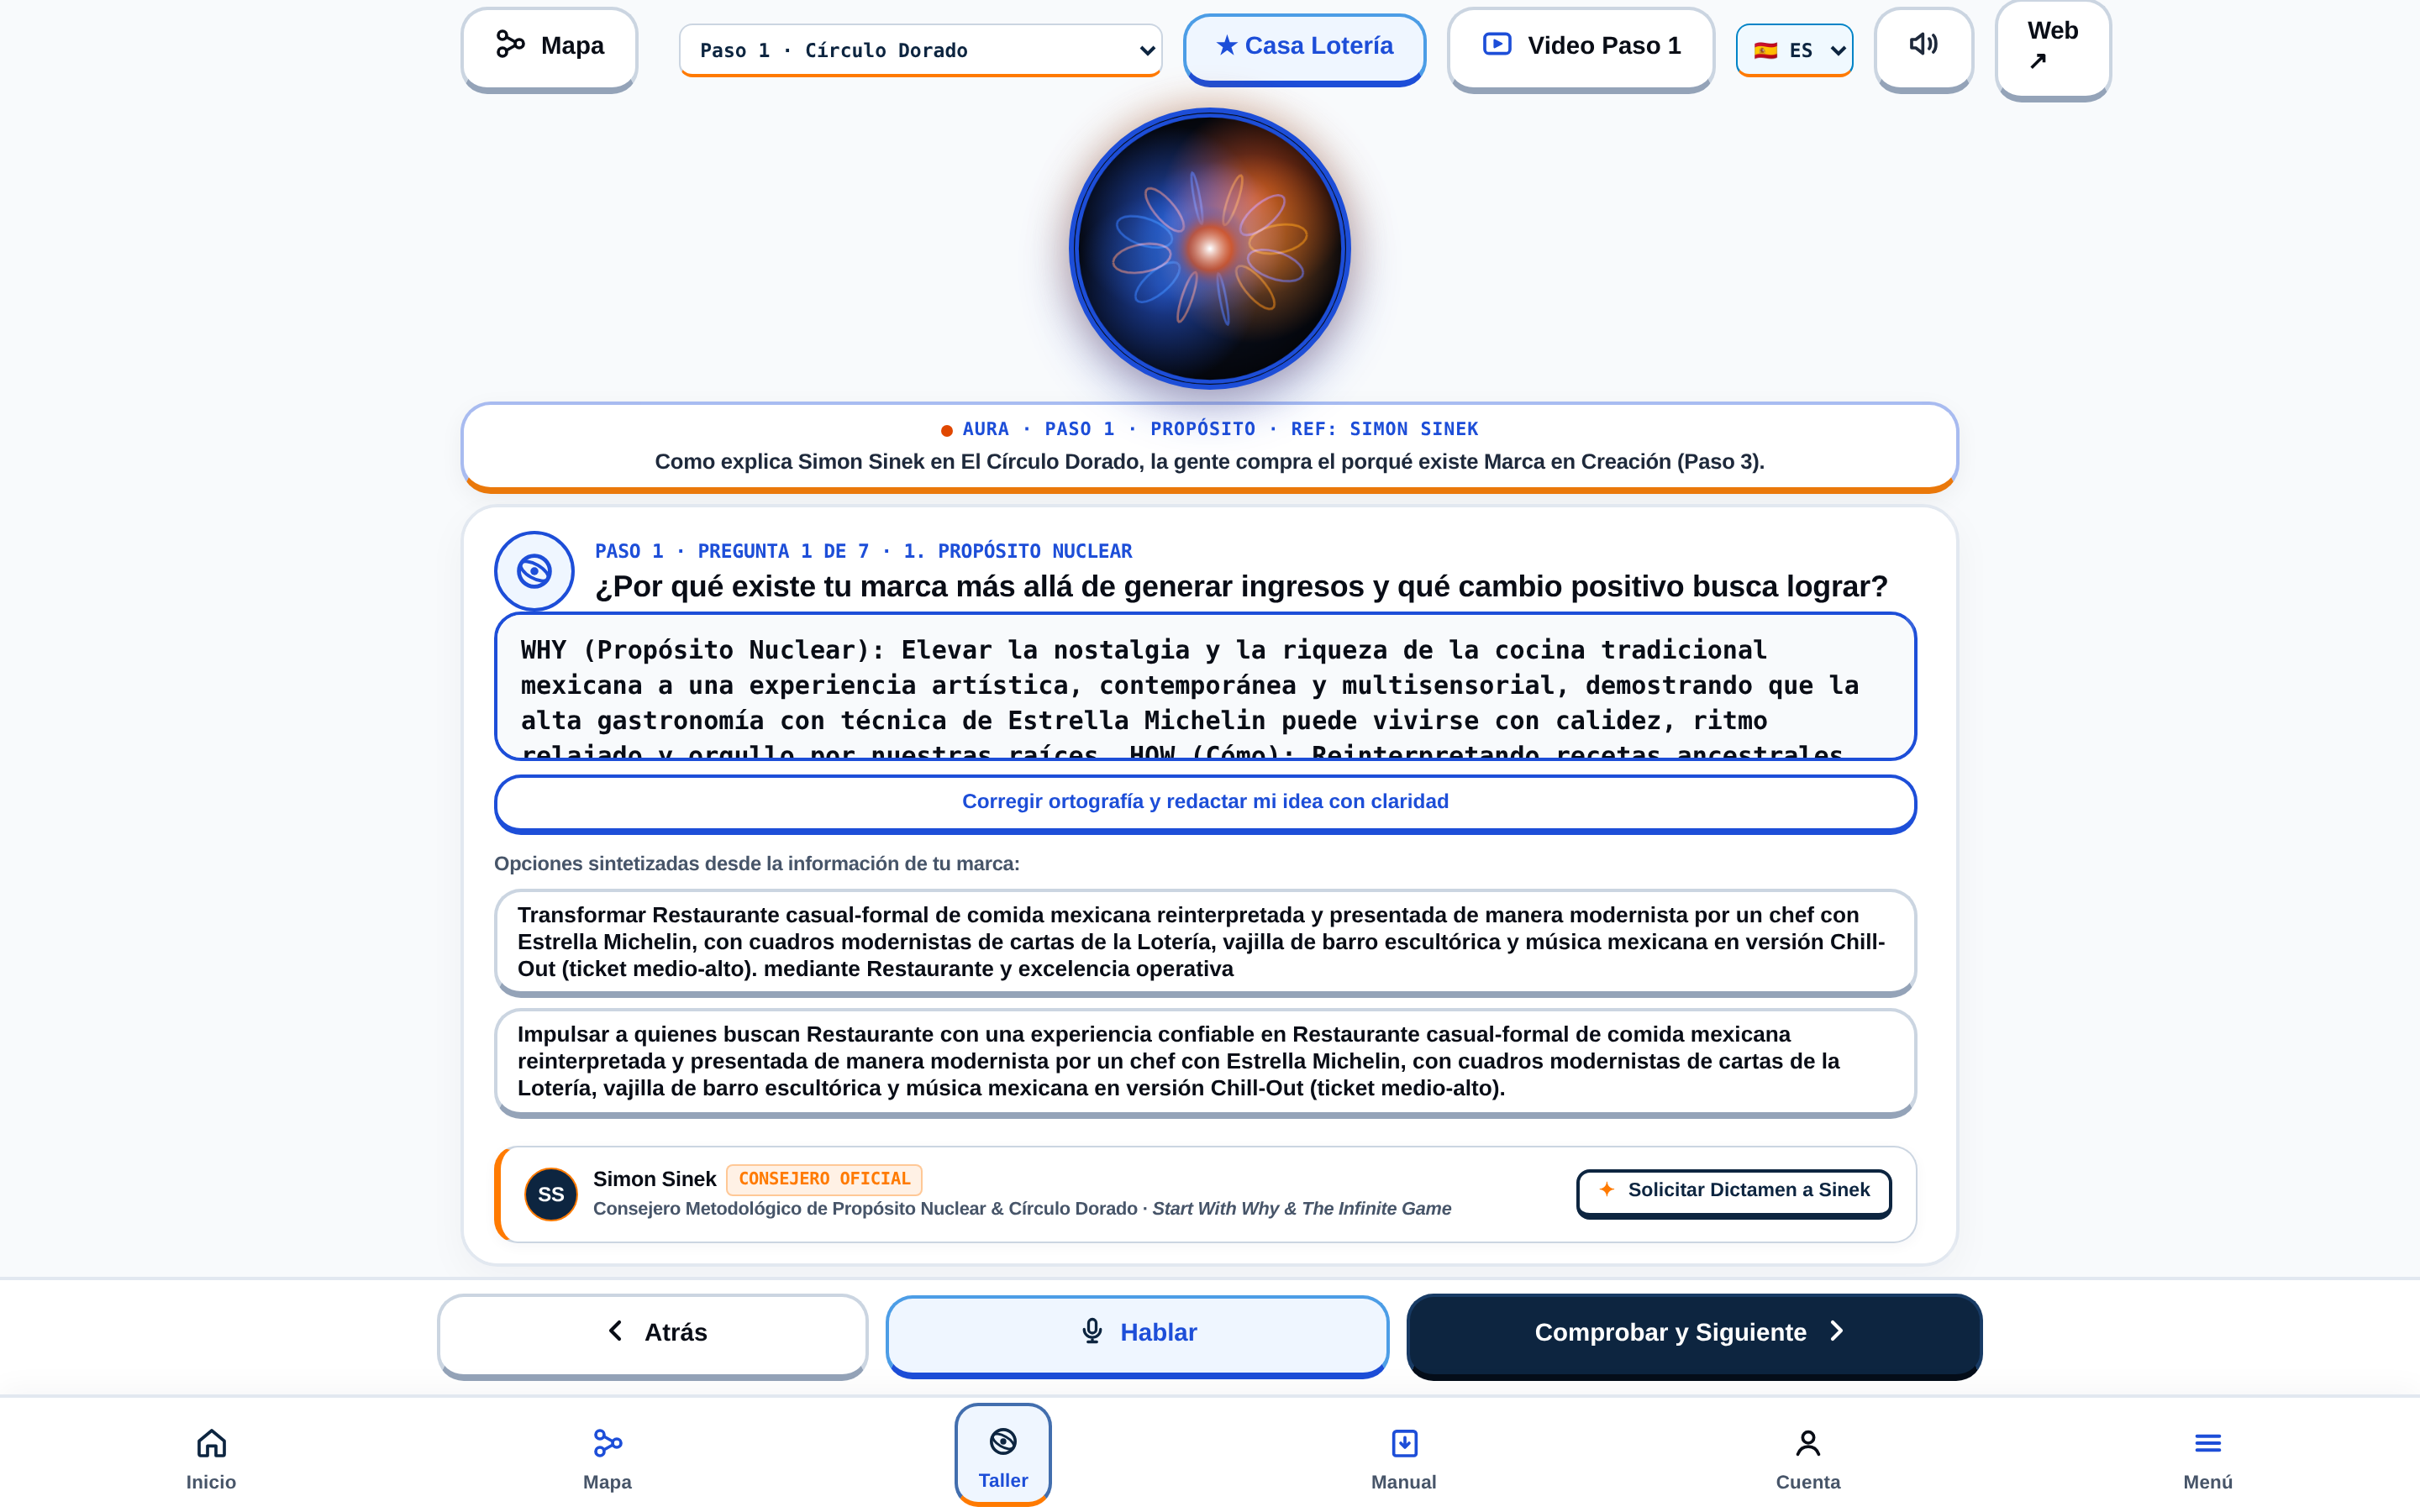 Mapa
Paso 1 · Círculo Dorado
★ Casa Lotería
Video Paso 1
🇪🇸 ES
Web
↗
AURA · PASO 1 · PROPÓSITO · REF: SIMON SINEK
Como explica Simon Sinek en El Círculo Dorado, la gente compra el porqué existe Marca en Creación (Paso 3).
PASO 1 · PREGUNTA 1 DE 7 · 1. PROPÓSITO NUCLEAR
¿Por qué existe tu marca más allá de generar ingresos y qué cambio positivo busca lograr?
WHY (Propósito Nuclear): Elevar la nostalgia y la riqueza de la cocina tradicional
mexicana a una experiencia artística, contemporánea y multisensorial, demostrando que la
alta gastronomía con técnica de Estrella Michelin puede vivirse con calidez, ritmo
relajado y orgullo por nuestras raíces. HOW (Cómo): Reinterpretando recetas ancestrales
Corregir ortografía y redactar mi idea con claridad
Opciones sintetizadas desde la información de tu marca:
Transformar Restaurante casual-formal de comida mexicana reinterpretada y presentada de manera modernista por un chef con
Estrella Michelin, con cuadros modernistas de cartas de la Lotería, vajilla de barro escultórica y música mexicana en versión Chill-
Out (ticket medio-alto). mediante Restaurante y excelencia operativa
Impulsar a quienes buscan Restaurante con una experiencia confiable en Restaurante casual-formal de comida mexicana
reinterpretada y presentada de manera modernista por un chef con Estrella Michelin, con cuadros modernistas de cartas de la
Lotería, vajilla de barro escultórica y música mexicana en versión Chill-Out (ticket medio-alto).
SS
Simon Sinek CONSEJERO OFICIAL
Consejero Metodológico de Propósito Nuclear & Círculo Dorado · Start With Why & The Infinite Game
Solicitar Dictamen a Sinek
Atrás
Hablar
Comprobar y Siguiente
Inicio
Mapa
Taller
Manual
Cuenta
Menú